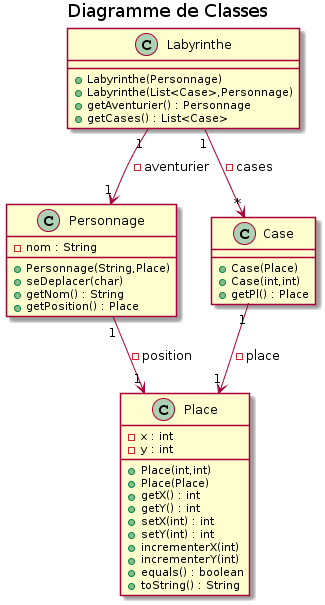 Diagramme de Classes
C Labyrinthe
Labyrinthe(Personnage)
Labyrinthe(List<Case>,Personnage)
getAventurier() : Personnage
getCases() : List<Case>
1 1
aventurier cases
1 *
C Personnage
nom : String
Personnage(String,Place)
seDeplacer(char)
getNom() : String
getPosition() : Place
C Case
Case(Place)
Case(int,int)
getPl() : Place
1 1
position place
1 1
C Place
x : int
y : int
Place(int,int)
Place(Place)
getX() : int
getY() : int
setX(int) : int
setY(int) : int
incrementerX(int)
incrementerY(int)
equals() : boolean
toString() : String